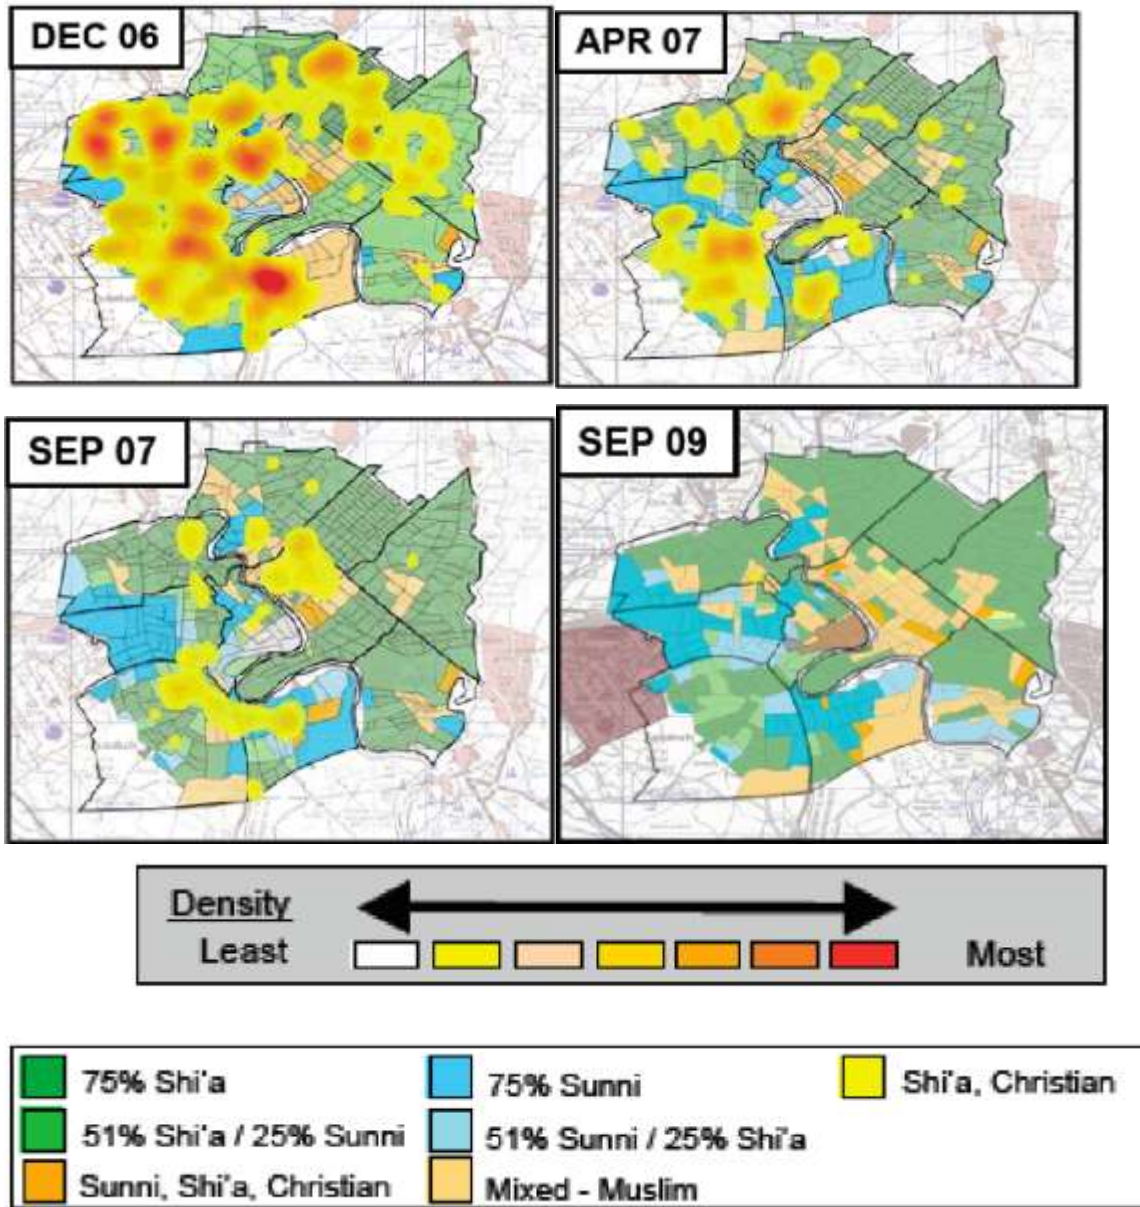 DEC 06
APR 07
SEP 07
SEP 09
Density
Least Most
75% Shi'a 75% Sunni Shi'a, Christian
51% Shi'a / 25% Sunni 51% Sunni / 25% Shi'a
Sunni, Shi'a, Christian Mixed - Muslim